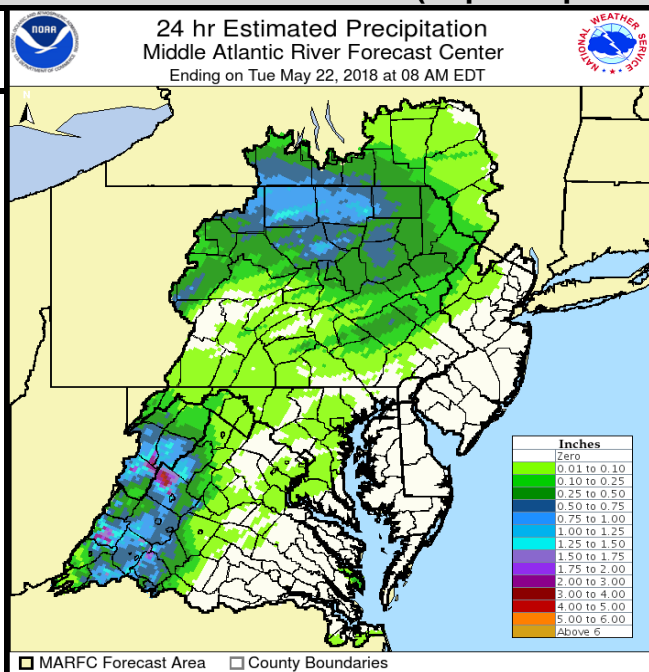 24 hr Estimated Precipitation
Middle Atlantic River Forecast Center
Ending on Tue May 22, 2018 at 08 AM EDT
NOAA
NATIONAL WEATHER SERVICE
Inches
Zero
0.01 to 0.10
0.10 to 0.25
0.25 to 0.50
0.50 to 0.75
0.75 to 1.00
1.00 to 1.25
1.25 to 1.50
1.50 to 1.75
1.75 to 2.00
2.00 to 3.00
3.00 to 4.00
4.00 to 5.00
5.00 to 6.00
Above 6
MARFC Forecast Area
County Boundaries